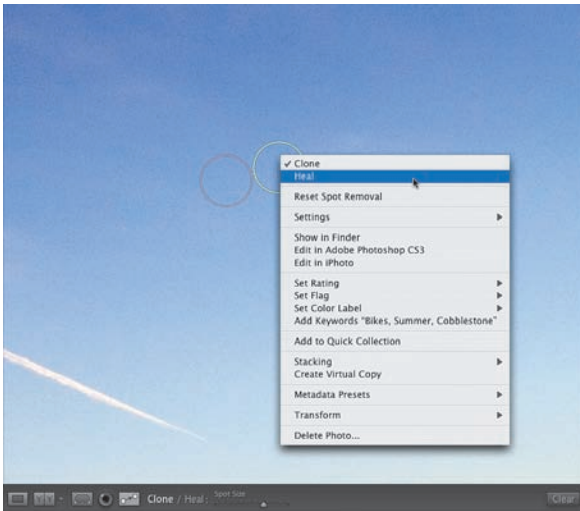 ✓ Clone
Heal
Reset Spot Removal
Settings
Show in Finder
Edit in Adobe Photoshop CS3
Edit in iPhoto
Set Rating
Set Flag
Set Color Label
Add Keywords "Bikes, Summer, Cobblestone"
Add to Quick Collection
Stacking
Create Virtual Copy
Metadata Presets
Transform
Delete Photo...
Spot Size
Clone / Heal:
Clear